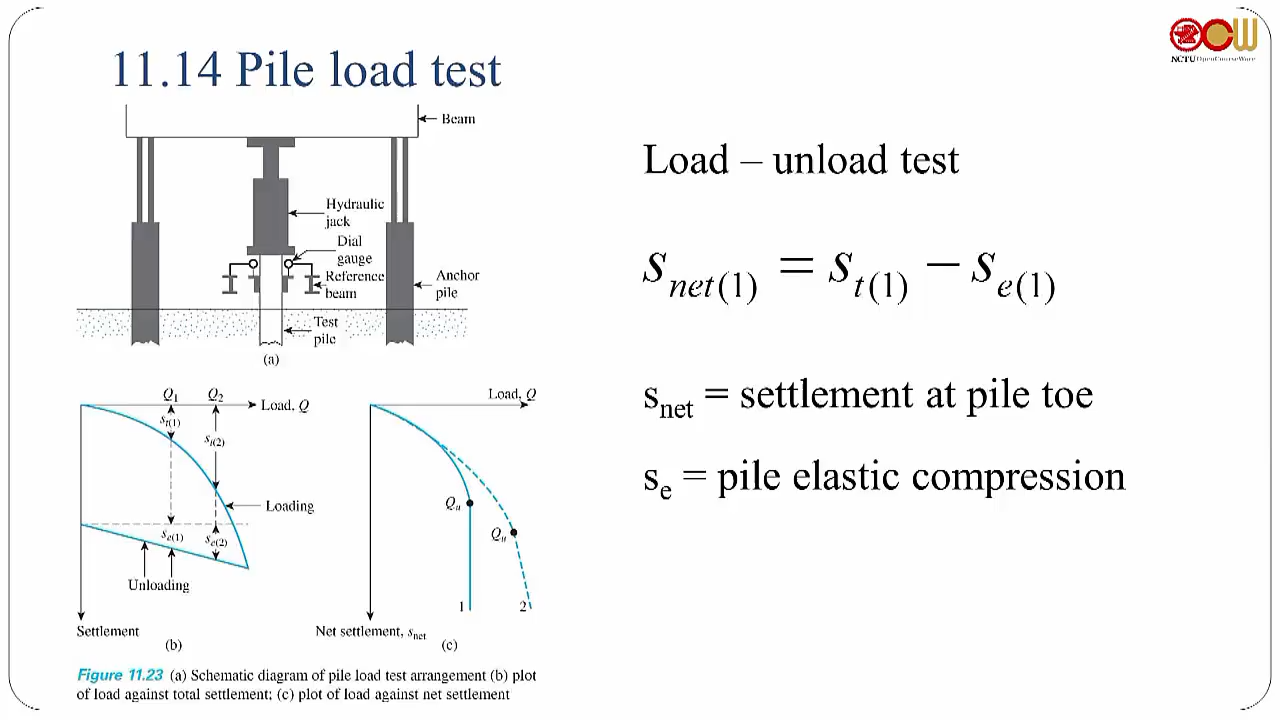 NCTU OpenCourseWare
11.14 Pile load test
Beam
Hydraulic
jack
Dial
gauge
Reference
beam
Anchor
pile
Test
pile
(a)
Q1 Q2
Load, Q
st(1)
st(2)
Loading
se(1) se(2)
Unloading
Settlement
(b)
Load, Q
Qu
Qu
1 2
Net settlement, snet
(c)
Figure 11.23 (a) Schematic diagram of pile load test arrangement (b) plot
of load against total settlement; (c) plot of load against net settlement
Load – unload test
snet(1) = st(1) − se(1)
snet = settlement at pile toe
se = pile elastic compression